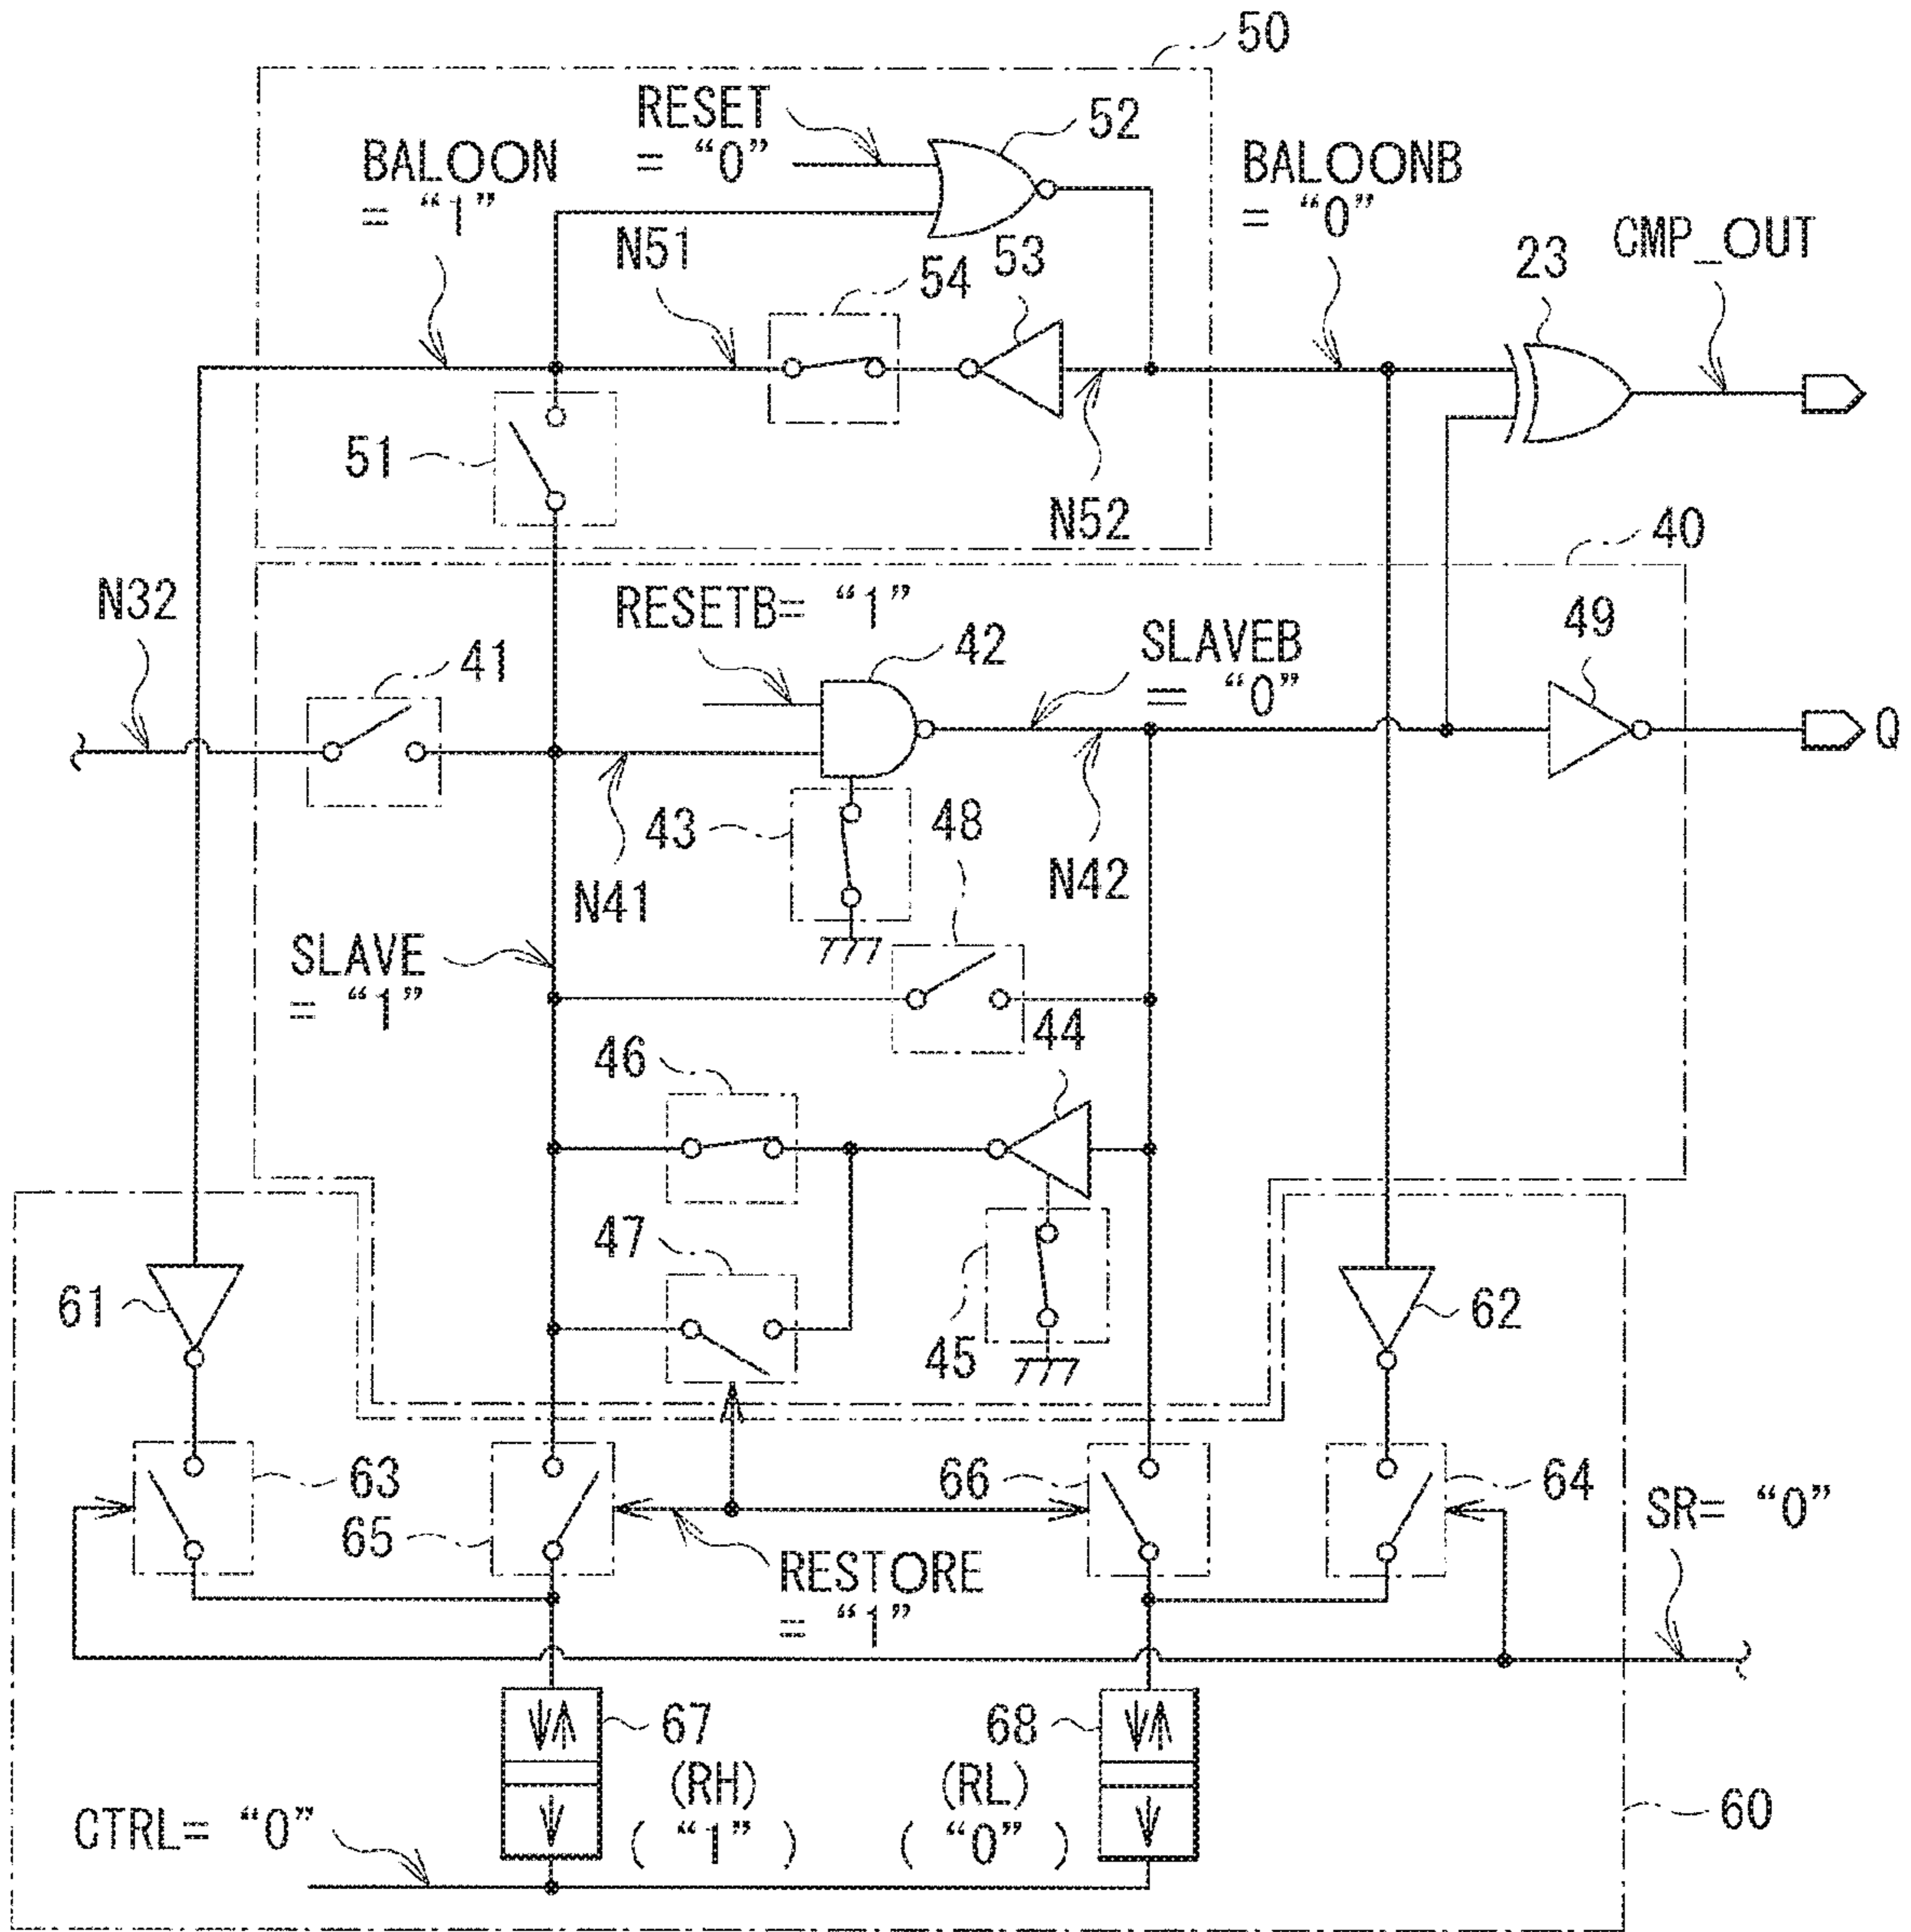 50
RESET
= “0”
52
BALOON
= “1”
BALOONB
= “0”
N51
54
53
23
CMP_OUT
51
N52
40
N32
RESETB= “1”
41
42
SLAVEB
= “0”
49
Q
43
48
N41
N42
SLAVE
= “1”
44
46
47
61
45
62
63
65
66
64
SR= “0”
RESTORE
= “1”
67
68
(RH)
(RL)
( “1” )
( “0” )
CTRL= “0”
60